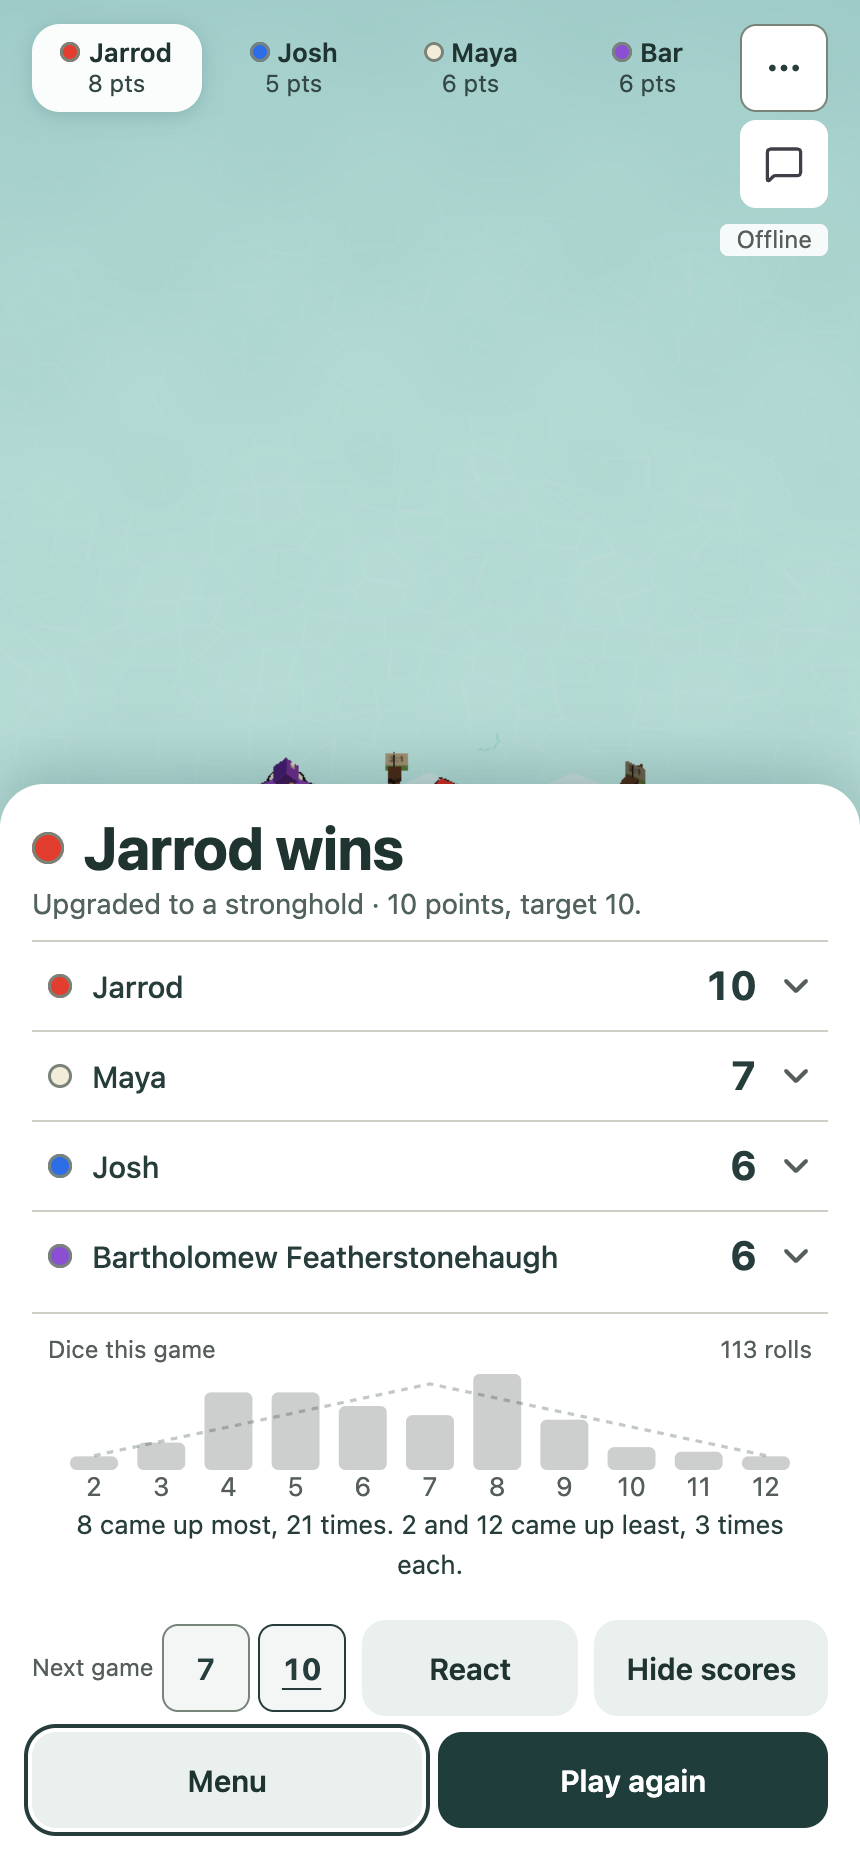 Jarrod
8 pts
Josh
5 pts
Maya
6 pts
Bar
6 pts
Offline
Jarrod wins
Upgraded to a stronghold · 10 points, target 10.
Jarrod 10
Maya 7
Josh 6
Bartholomew Featherstonehaugh 6
Dice this game 113 rolls
2 3 4 5 6 7 8 9 10 11 12
8 came up most, 21 times. 2 and 12 came up least, 3 times
each.
Next game 7 10 React Hide scores
Menu Play again